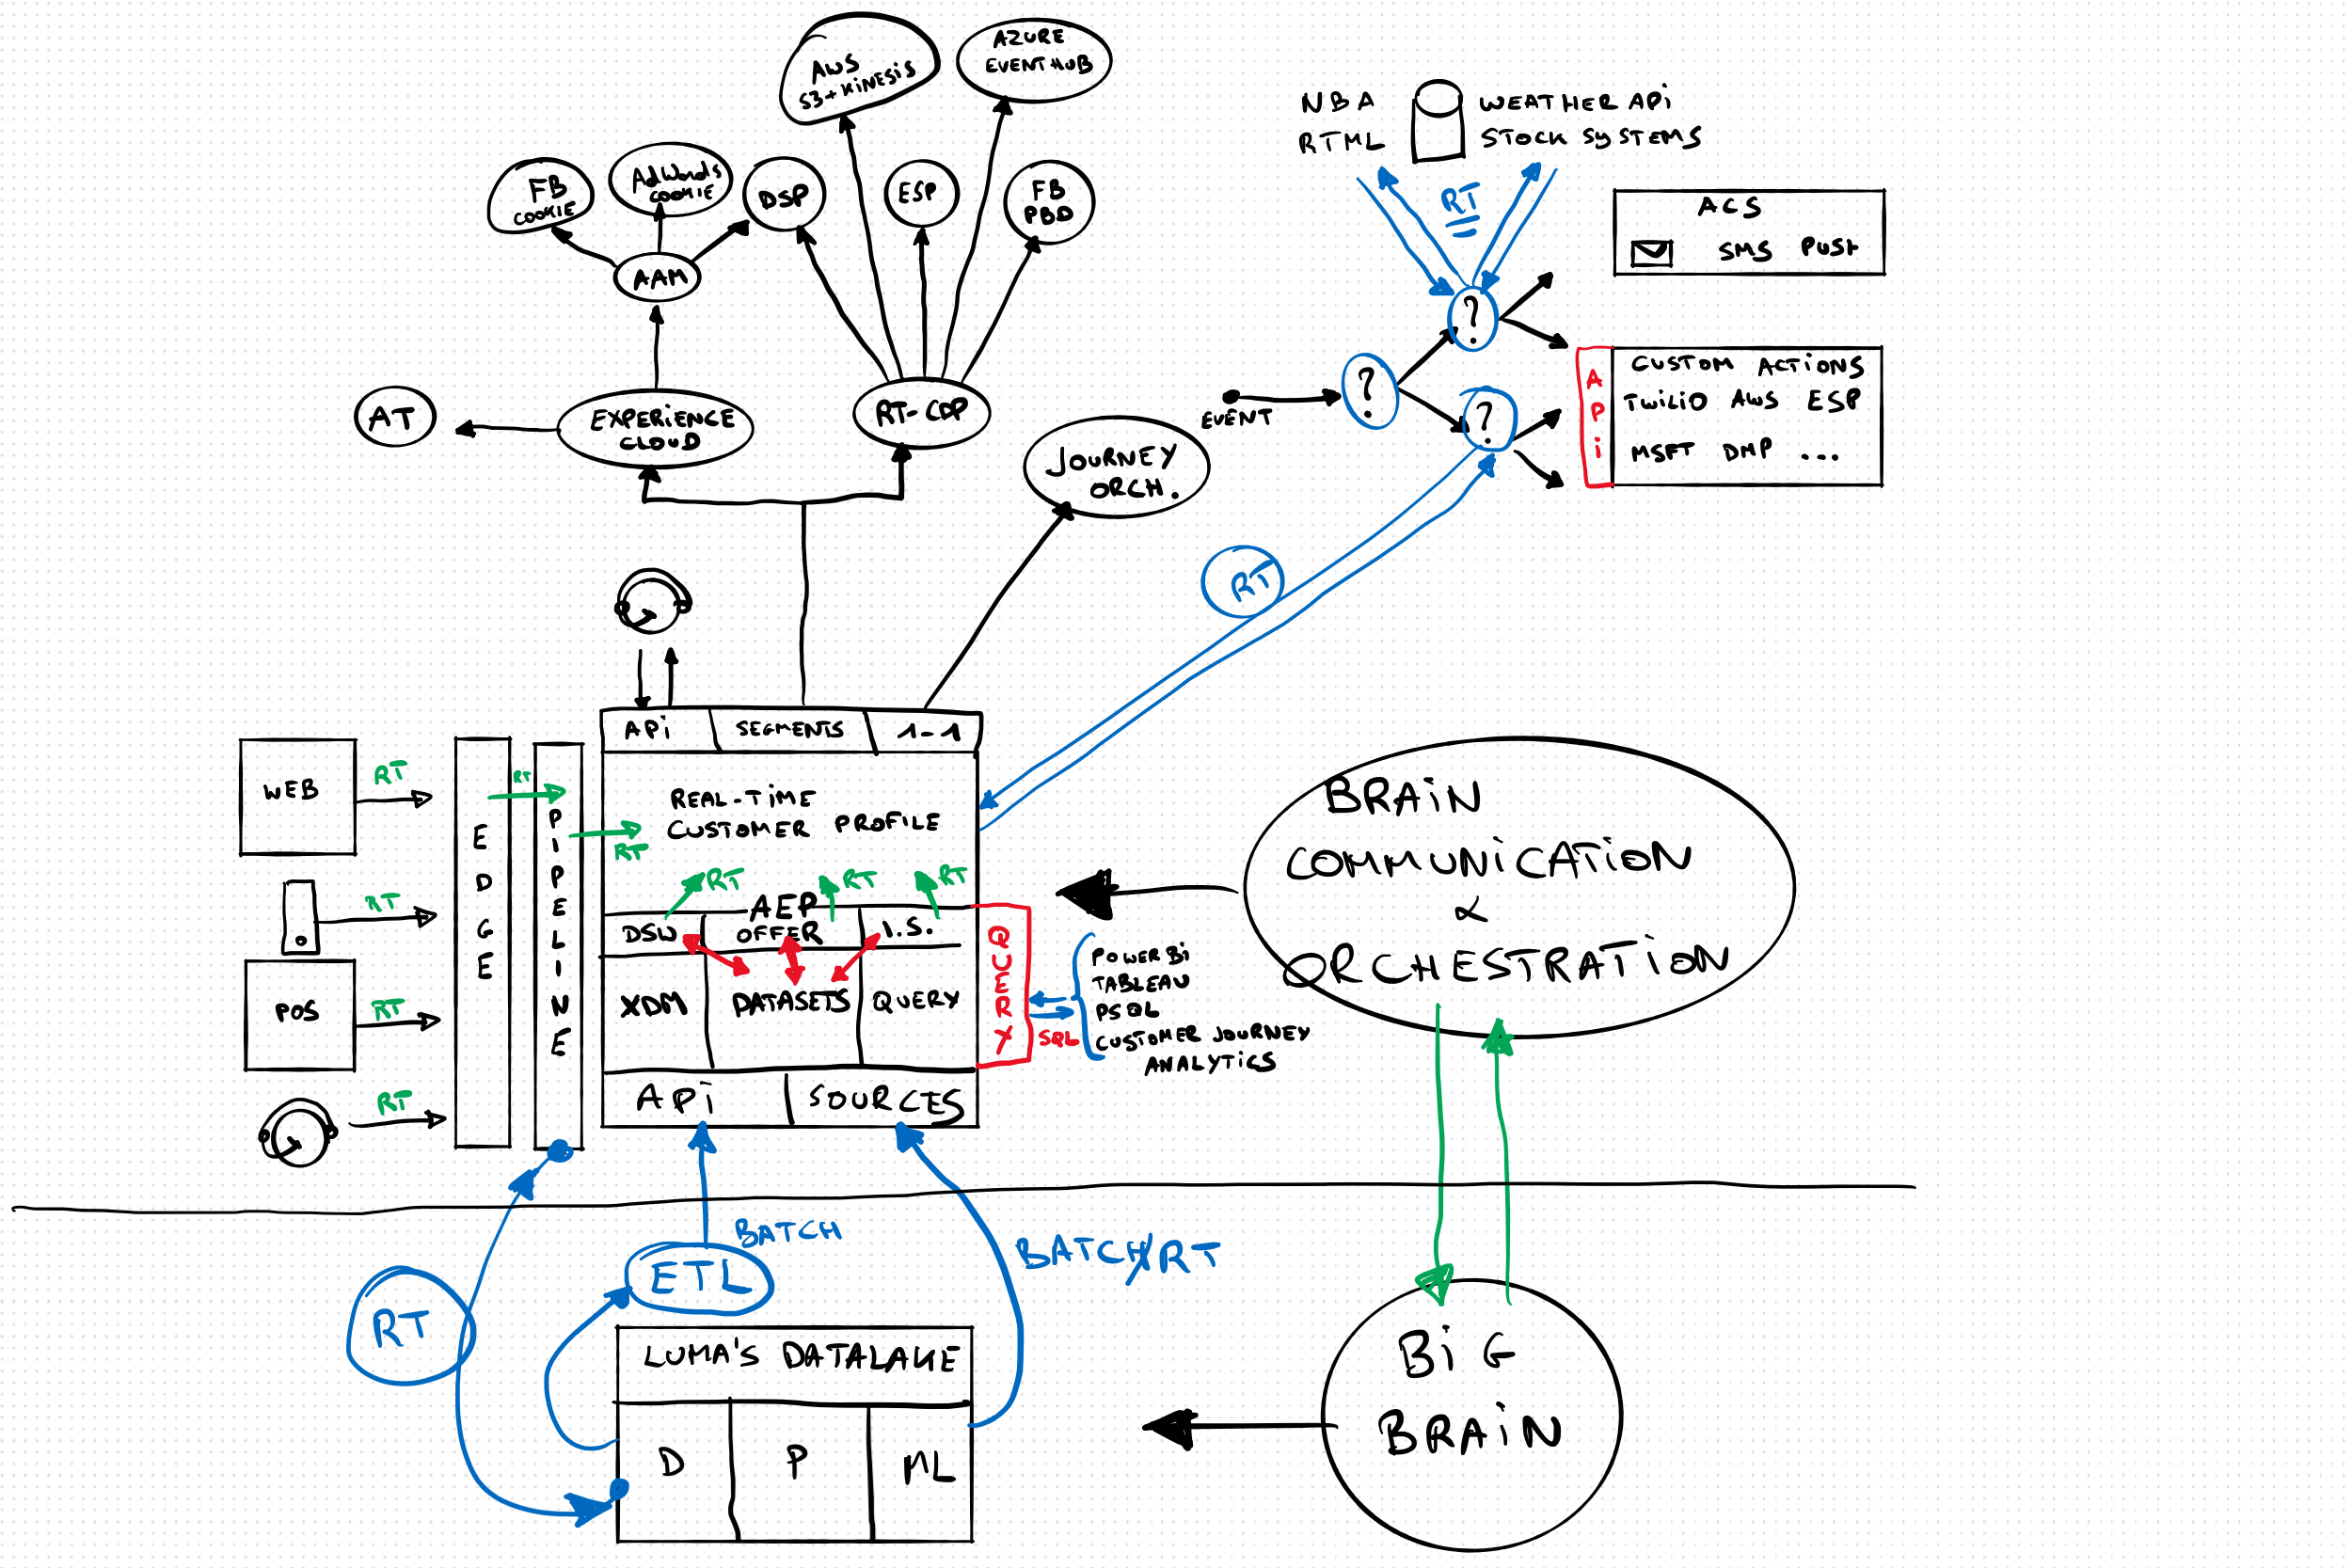 AWS
S3+KINESIS
AZURE
EVENTHUB
FB
COOKIE
AdWords
COOKIE
DSP
ESP
FB
PBD
AAM
AT
EXPERIENCE
CLOUD
RT-CDP
JOURNEY
ORCH.
NBA
RTML
WEATHER API
STOCK SYSTEMS
RT
ACS
SMS PUSH
?
?
?
EVENT
API
CUSTOM ACTIONS
TWILIO AWS ESP
MSFT DMP ...
RT
API
SEGMENTS
1-1
WEB
RT
RT
RT
RT
EDGE
RT
PIPELINE
RT
POS
REAL-TIME
CUSTOMER PROFILE
RT
RT
RT
AEP
DSW
OFFER
I.S.
XDM
DATASETS
QUERY
API
SOURCES
QUERY
SQL
POWER BI
TABLEAU
PSQL
CUSTOMER JOURNEY
ANALYTICS
BRAIN
COMMUNICATION
&
ORCHESTRATION
RT
BATCH
ETL
BATCH/RT
LUMA'S DATALAKE
D
P
ML
BIG
BRAIN